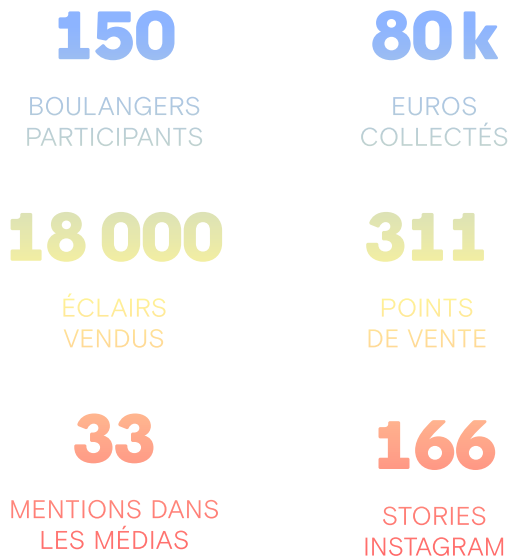 150
BOULANGERS
PARTICIPANTS
80k
EUROS
COLLECTÉS
18 000
ÉCLAIRS
VENDUS
311
POINTS
DE VENTE
33
MENTIONS DANS
LES MÉDIAS
166
STORIES
INSTAGRAM